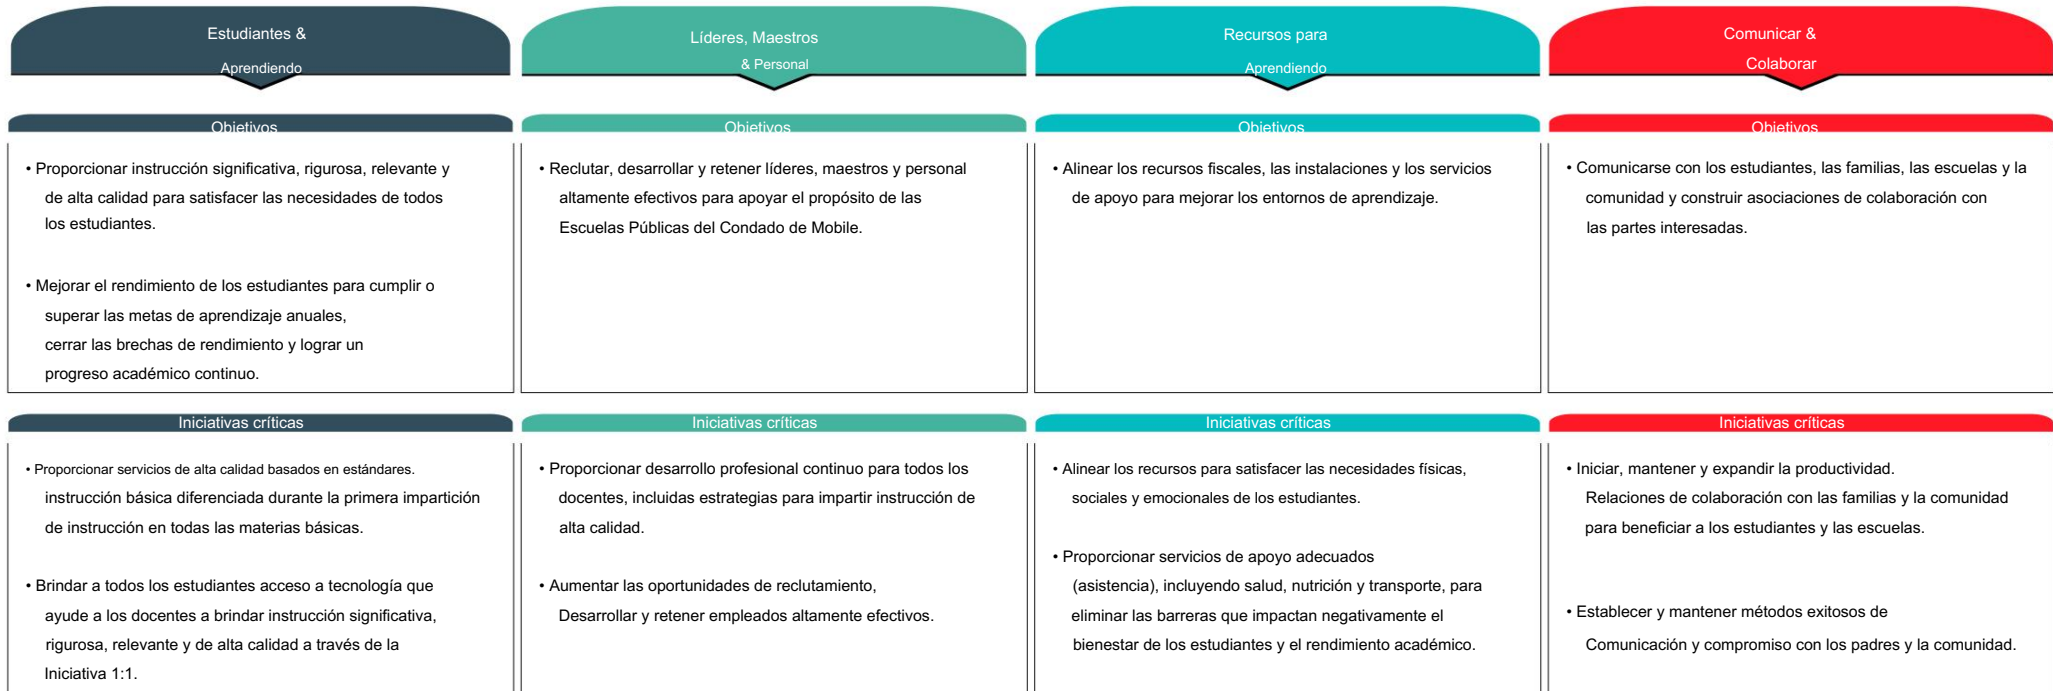 Estudiantes &
Aprendiendo
Líderes, Maestros
& Personal
Recursos para
Aprendiendo
Comunicar &
Colaborar
Objetivos
• Proporcionar instrucción significativa, rigurosa, relevante y
de alta calidad para satisfacer las necesidades de todos
los estudiantes.
• Mejorar el rendimiento de los estudiantes para cumplir o
superar las metas de aprendizaje anuales,
cerrar las brechas de rendimiento y lograr un
progreso académico continuo.
Objetivos
• Reclutar, desarrollar y retener líderes, maestros y personal
altamente efectivos para apoyar el propósito de las
Escuelas Públicas del Condado de Mobile.
Objetivos
• Alinear los recursos fiscales, las instalaciones y los servicios
de apoyo para mejorar los entornos de aprendizaje.
Objetivos
• Comunicarse con los estudiantes, las familias, las escuelas y la
comunidad y construir asociaciones de colaboración con
las partes interesadas.
Iniciativas críticas
• Proporcionar servicios de alta calidad basados en estándares.
instrucción básica diferenciada durante la primera impartición
de instrucción en todas las materias básicas.
• Brindar a todos los estudiantes acceso a tecnología que
ayude a los docentes a brindar instrucción significativa,
rigurosa, relevante y de alta calidad a través de la
Iniciativa 1:1.
Iniciativas críticas
• Proporcionar desarrollo profesional continuo para todos los
docentes, incluidas estrategias para impartir instrucción de
alta calidad.
• Aumentar las oportunidades de reclutamiento,
Desarrollar y retener empleados altamente efectivos.
Iniciativas críticas
• Alinear los recursos para satisfacer las necesidades físicas,
sociales y emocionales de los estudiantes.
• Proporcionar servicios de apoyo adecuados
(asistencia), incluyendo salud, nutrición y transporte, para
eliminar las barreras que impactan negativamente el
bienestar de los estudiantes y el rendimiento académico.
Iniciativas críticas
• Iniciar, mantener y expandir la productividad.
Relaciones de colaboración con las familias y la comunidad
para beneficiar a los estudiantes y las escuelas.
• Establecer y mantener métodos exitosos de
Comunicación y compromiso con los padres y la comunidad.